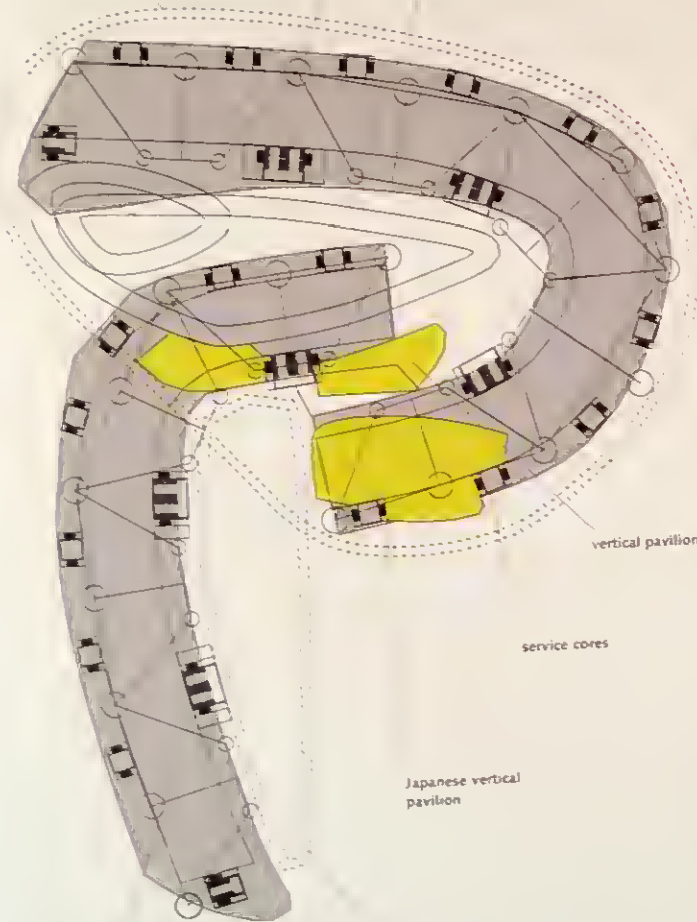 vertical pavilion
service cores
Japanese vertical
pavilion